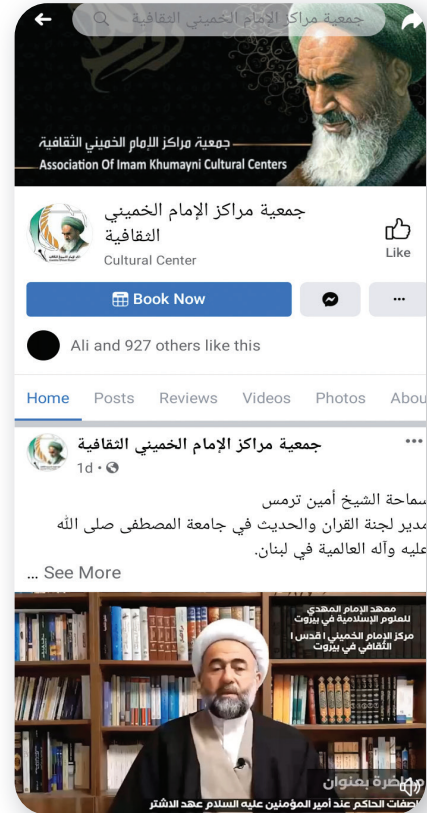 جمعية مراكز الإمام الخميني الثقافية
جمعية مراكز الإمام الخميني الثقافية
Association Of Imam Khumayni Cultural Centers
جمعية مراكز الإمام الخميني
الثقافية
Cultural Center
Like
Book Now
...
Ali and 927 others like this
Home Posts Reviews Videos Photos Abou
جمعية مراكز الإمام الخميني الثقافية
...
1d
سماحة الشيخ أمين ترمس
مدير لجنة القران والحديث في جامعة المصطفى صلى الله
عليه وآله العالمية في لبنان.
... See More
معهد الإمام المهدي
للعلوم الإسلامية في بيروت
مركز الإمام الخميني ا قدس ا
الثقافي في بيروت
بعنوان
الحاكم عند أمير المؤمنين عليه السلام عهد الاشتر